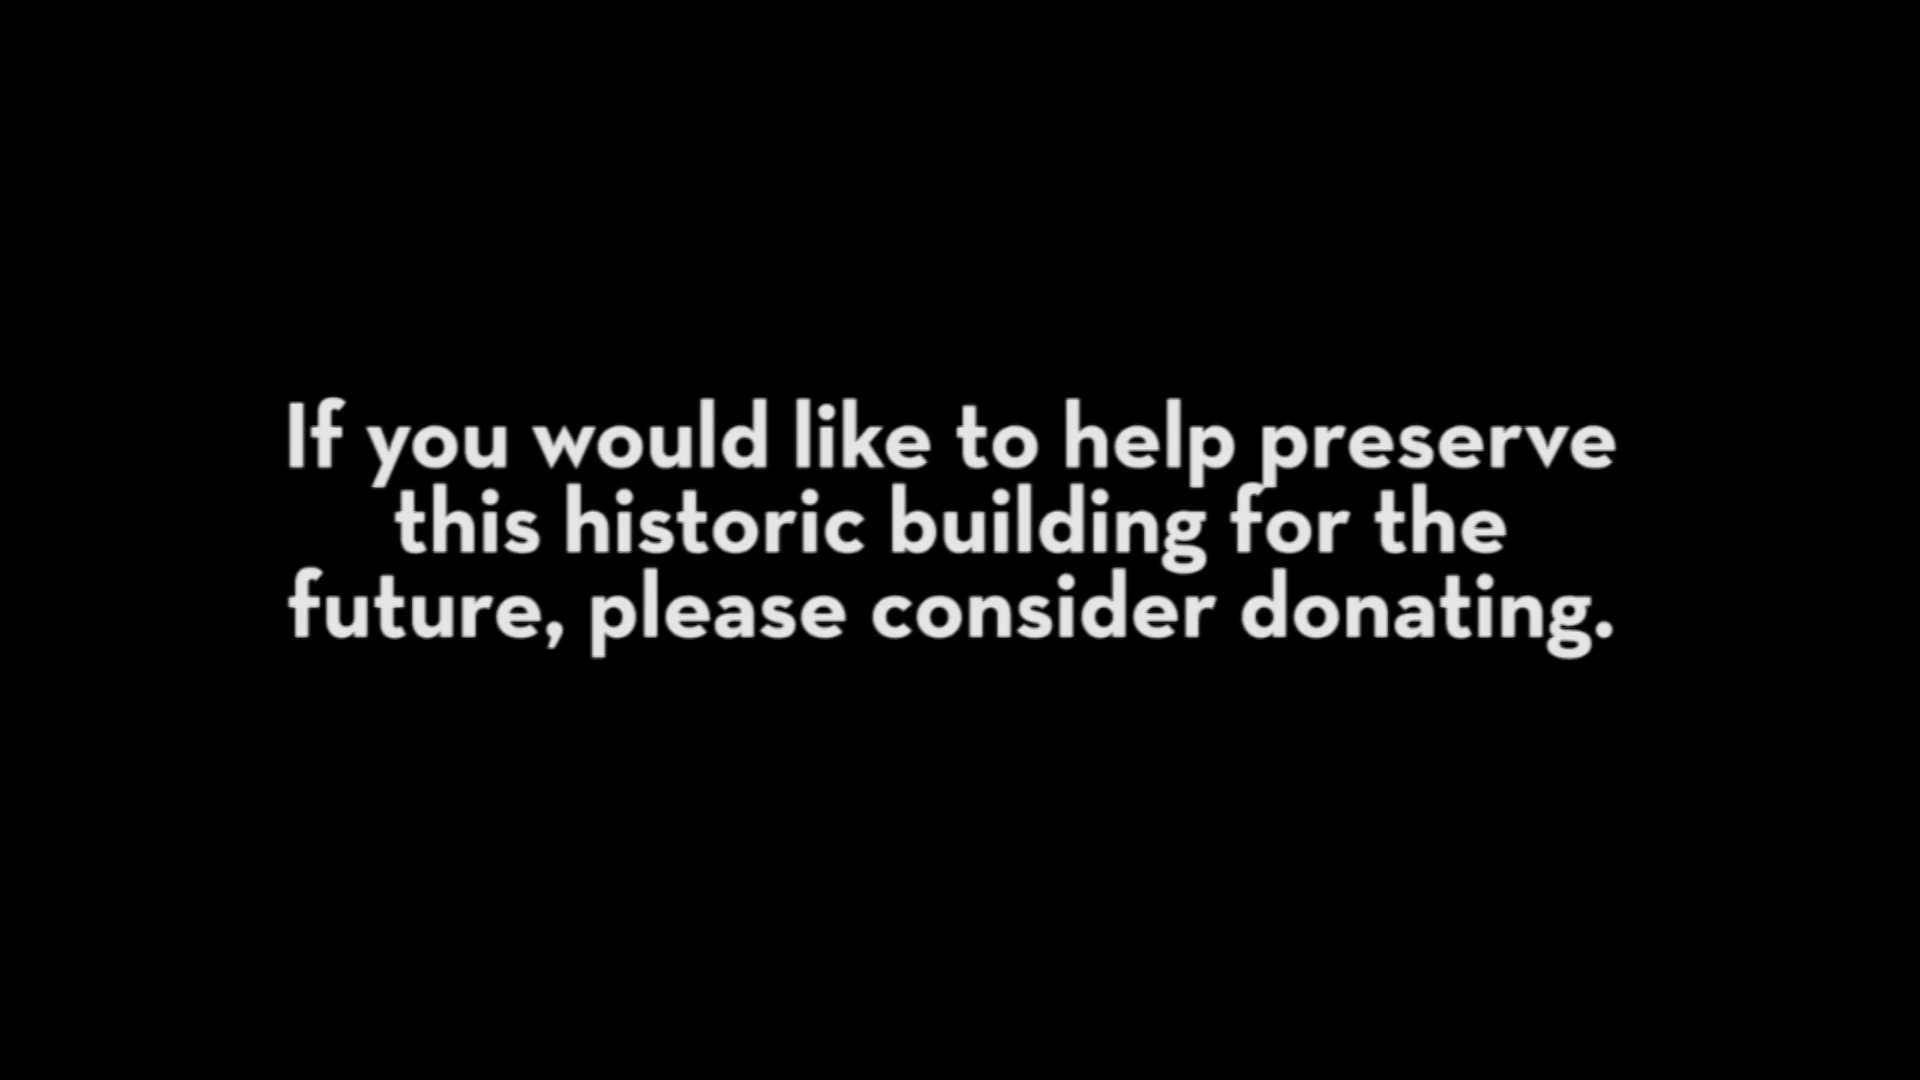 If you would like to help preserve
this historic building for the
future, please consider donating.